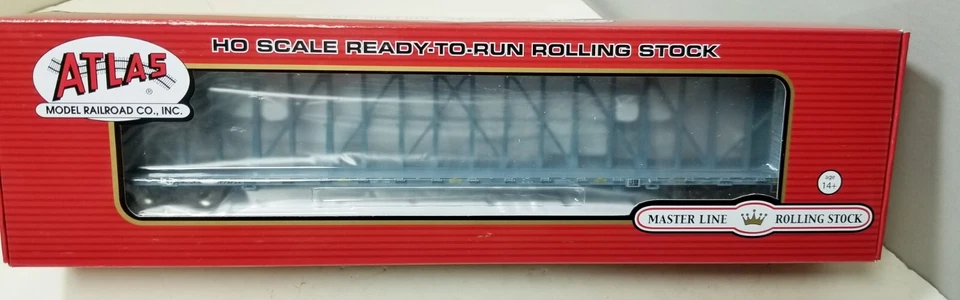 HO SCALE READY-TO-RUN ROLLING STOCK
ATLAS
®
MODEL RAILROAD CO., INC.
age
14+
MASTER LINE ROLLING STOCK